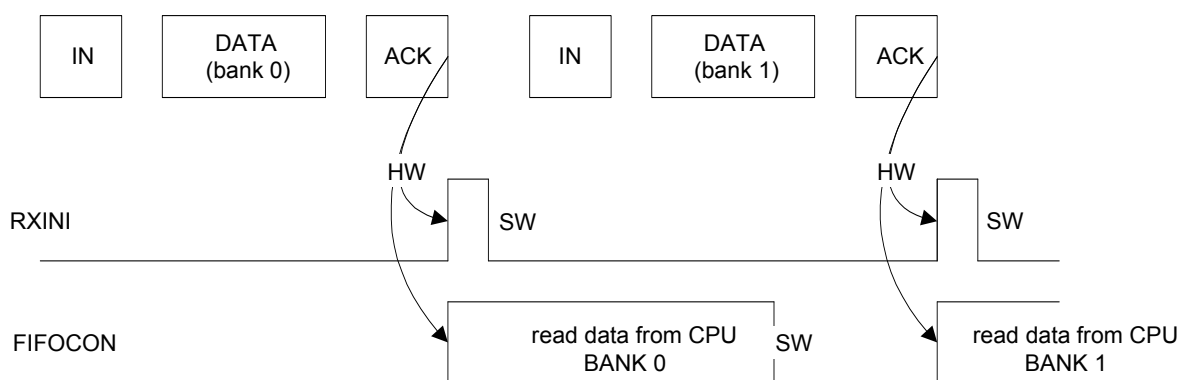 IN
DATA
(bank 0)
ACK
IN
DATA
(bank 1)
ACK
HW
HW
RXINI
SW
SW
FIFOCON
read data from CPU
BANK 0
SW
read data from CPU
BANK 1